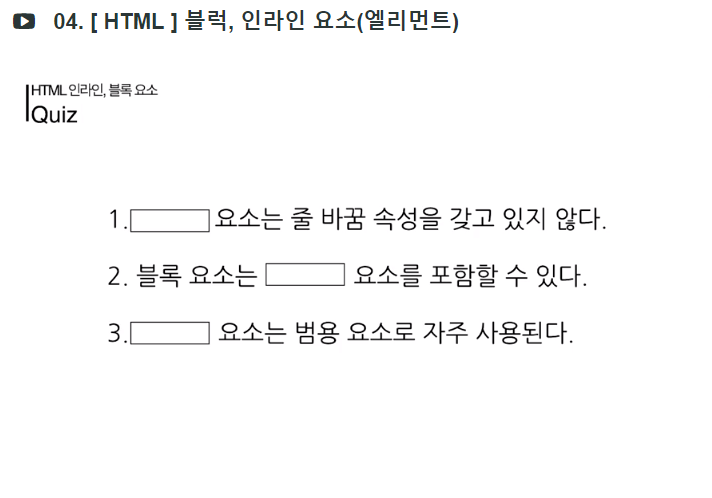 04. [ HTML ] 블럭, 인라인 요소(엘리먼트)
HTML 인라인, 블록 요소
Quiz
1. 요소는 줄 바꿈 속성을 갖고 있지 않다.
2. 블록 요소는 요소를 포함할 수 있다.
3. 요소는 범용 요소로 자주 사용된다.